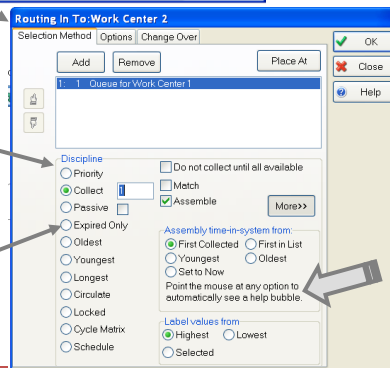 Routing In To:Work Center 2
Selection Method Options Change Over
OK
Close
Help
Add Remove Place At
1: 1 Queue for Work Center 1
Discipline
Priority
Collect 1
Passive
Expired Only
Oldest
Youngest
Longest
Circulate
Locked
Cycle Matrix
Schedule
Do not collect until all available
Match
Assemble
More>>
Assembly time-in-system from:
First Collected First in List
Youngest Oldest
Set to Now
Point the mouse at any option to
automatically see a help bubble.
Label values from
Highest Lowest
Selected